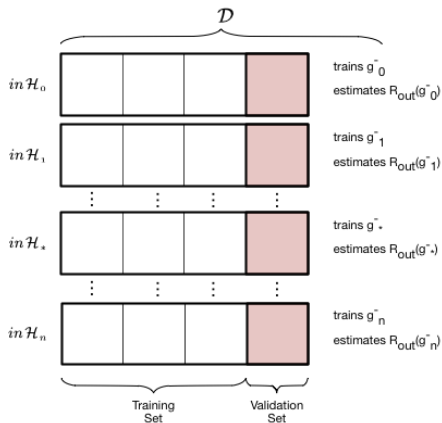 𝒟
in ℋ₀
trains g⁻₀
estimates R_out(g⁻₀)
in ℋ₁
trains g⁻₁
estimates R_out(g⁻₁)
in ℋ⁎
trains g⁻⁎
estimates R_out(g⁻⁎)
in ℋₙ
trains g⁻ₙ
estimates R_out(g⁻ₙ)
Training
Set
Validation
Set